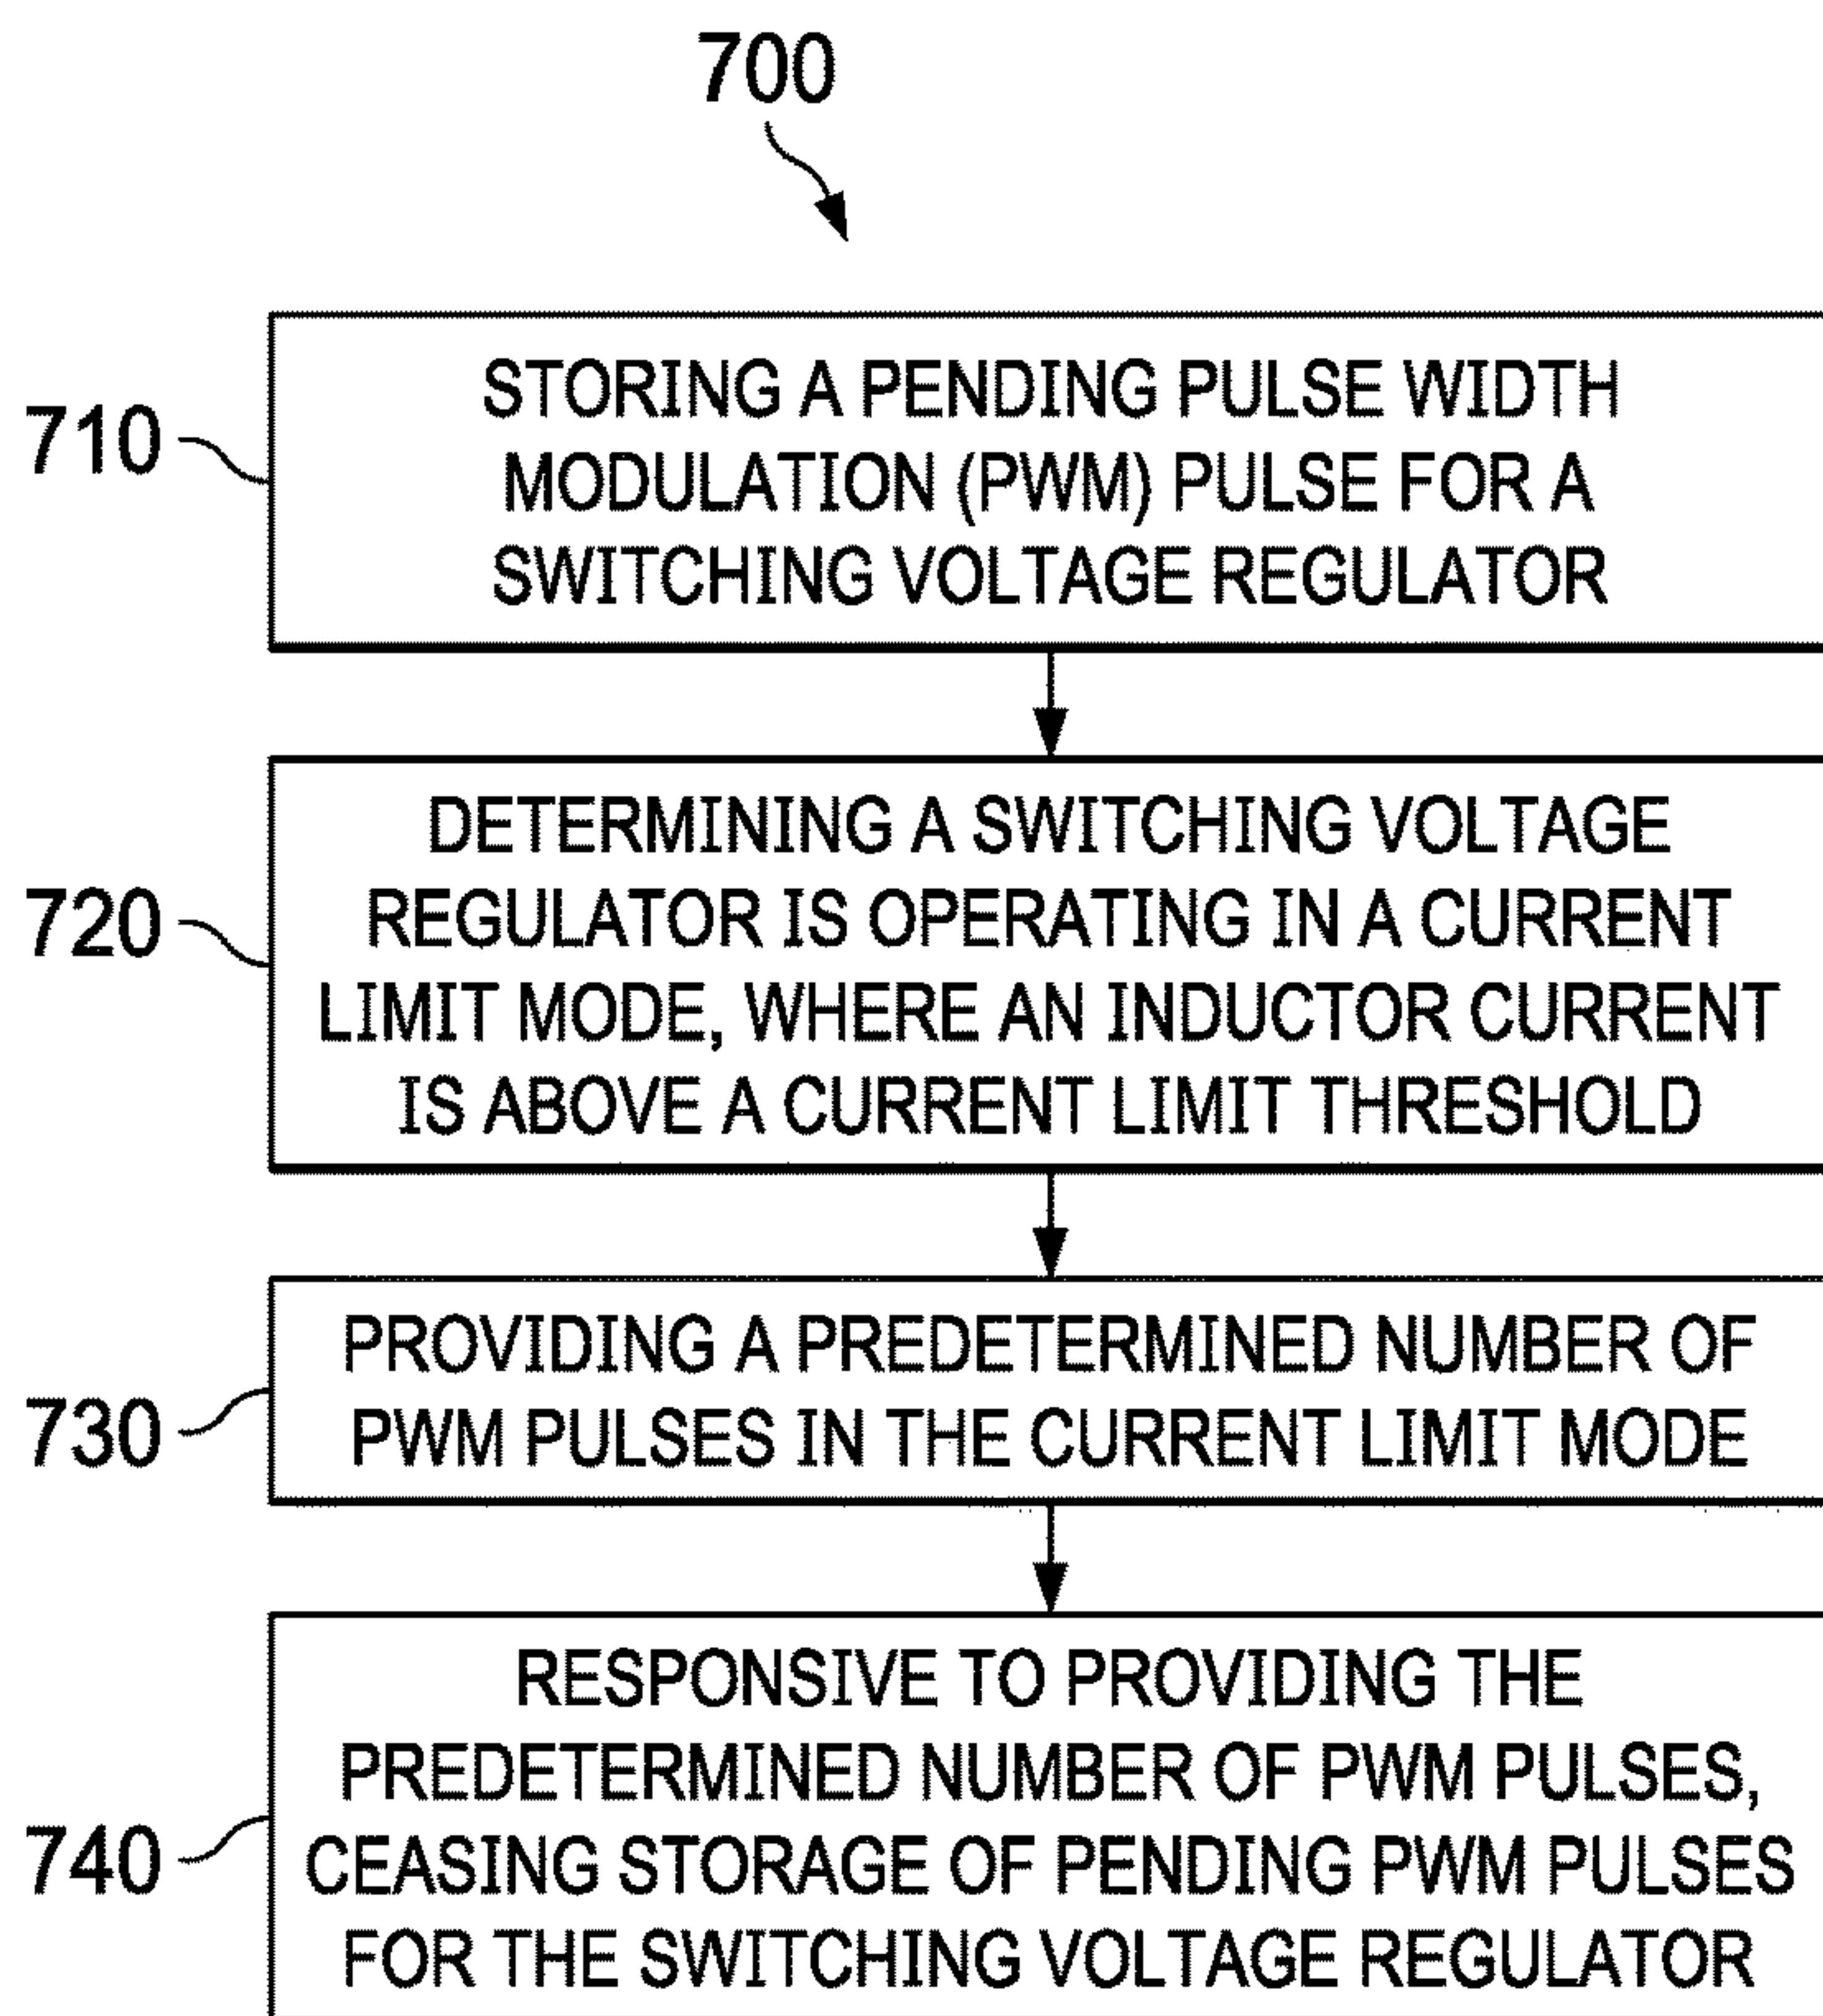 700
710
STORING A PENDING PULSE WIDTH
MODULATION (PWM) PULSE FOR A
SWITCHING VOLTAGE REGULATOR
720
DETERMINING A SWITCHING VOLTAGE
REGULATOR IS OPERATING IN A CURRENT
LIMIT MODE, WHERE AN INDUCTOR CURRENT
IS ABOVE A CURRENT LIMIT THRESHOLD
730
PROVIDING A PREDETERMINED NUMBER OF
PWM PULSES IN THE CURRENT LIMIT MODE
740
RESPONSIVE TO PROVIDING THE
PREDETERMINED NUMBER OF PWM PULSES,
CEASING STORAGE OF PENDING PWM PULSES
FOR THE SWITCHING VOLTAGE REGULATOR